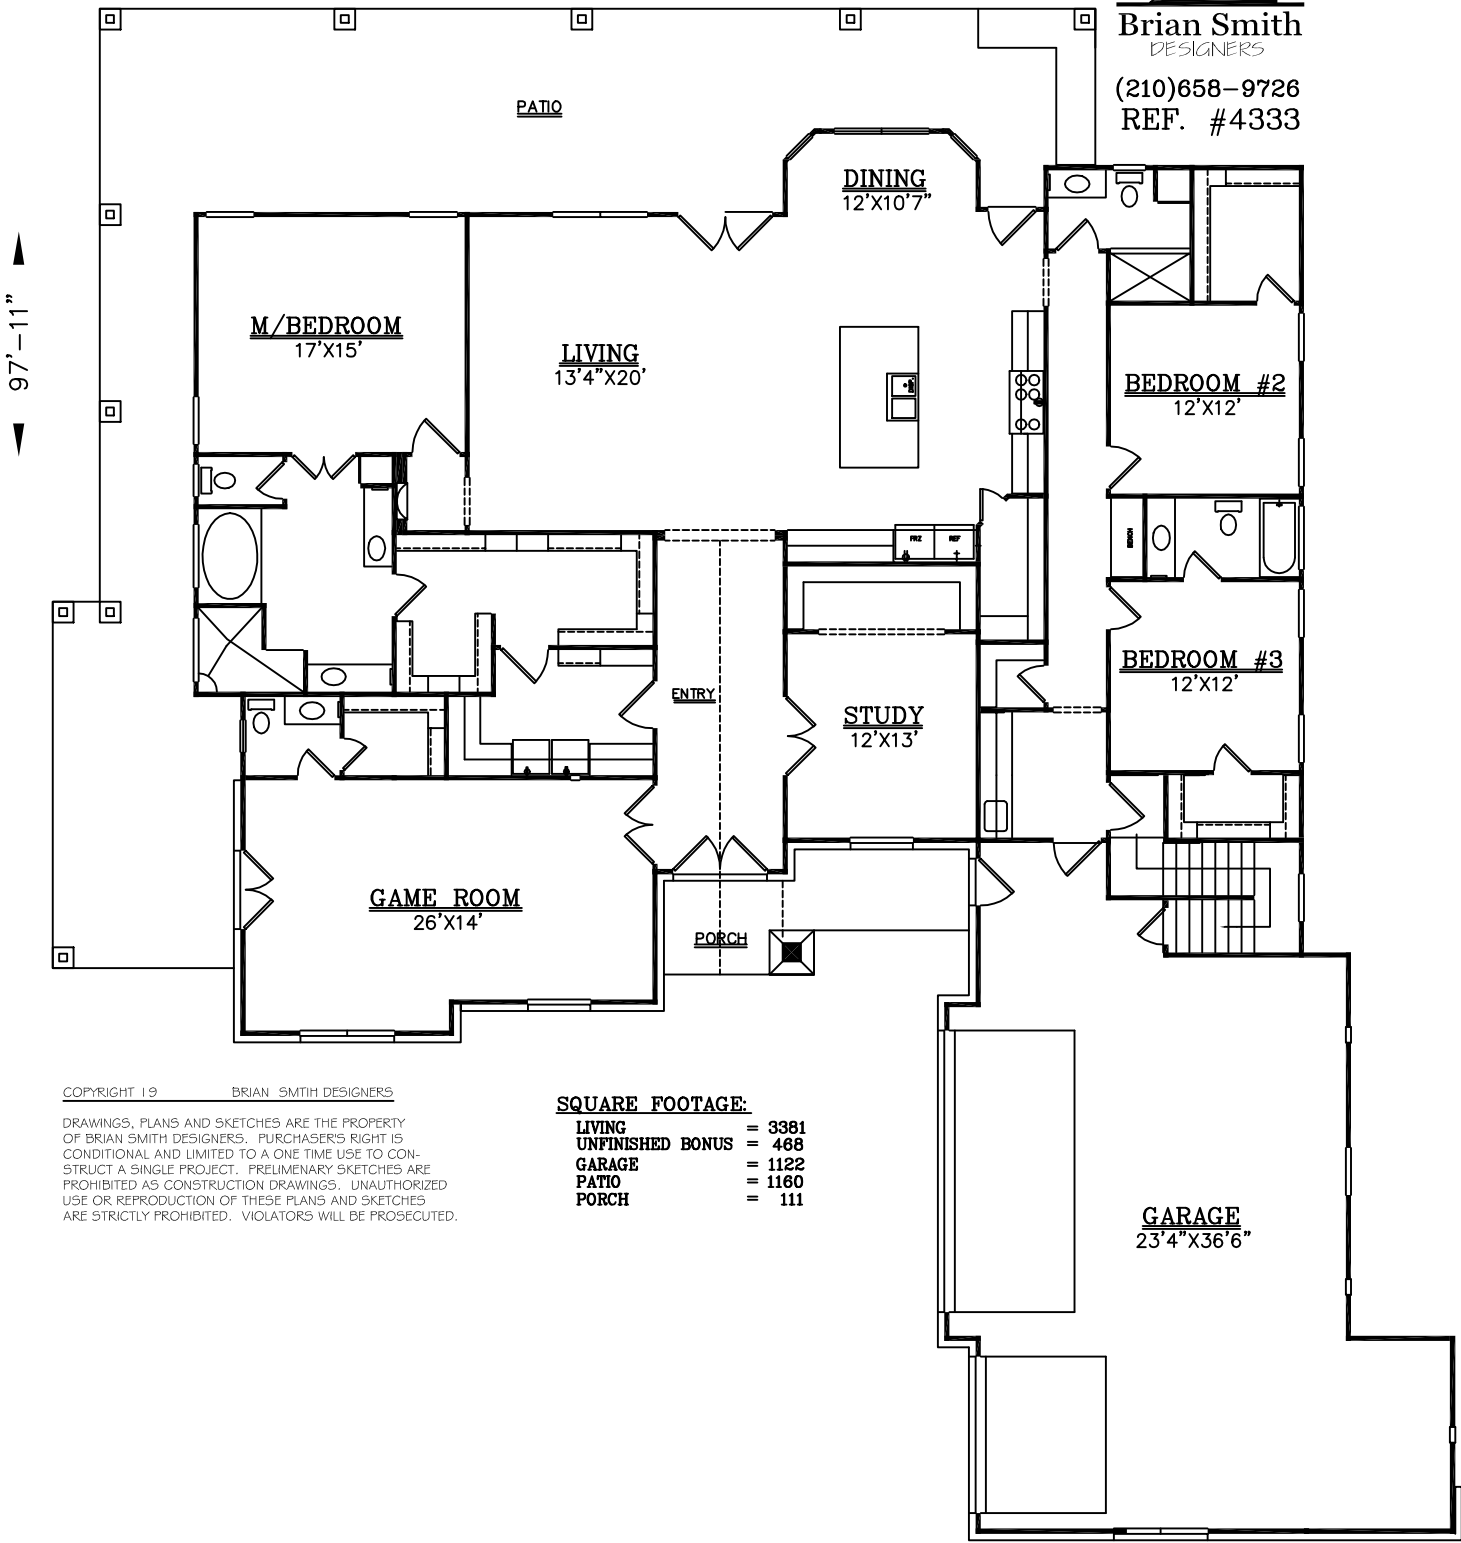 Brian Smith
DESIGNERS
(210)658-9726
REF. #4333
PATIO
DINING
12'X10'7"
97'-11"
M/BEDROOM
17'X15'
LIVING
13'4"X20'
BEDROOM #2
12'X12'
DSP
FRZ
REF
BENCH
BEDROOM #3
12'X12'
ENTRY
STUDY
12'X13'
GAME ROOM
26'X14'
PORCH
COPYRIGHT 19 BRIAN SMTIH DESIGNERS
DRAWINGS, PLANS AND SKETCHES ARE THE PROPERTY
OF BRIAN SMITH DESIGNERS. PURCHASER'S RIGHT IS
CONDITIONAL AND LIMITED TO A ONE TIME USE TO CON-
STRUCT A SINGLE PROJECT. PRELIMENARY SKETCHES ARE
PROHIBITED AS CONSTRUCTION DRAWINGS. UNAUTHORIZED
USE OR REPRODUCTION OF THESE PLANS AND SKETCHES
ARE STRICTLY PROHIBITED. VIOLATORS WILL BE PROSECUTED.
SQUARE FOOTAGE:
LIVING = 3381
UNFINISHED BONUS = 468
GARAGE = 1122
PATIO = 1160
PORCH = 111
GARAGE
23'4"X36'6"